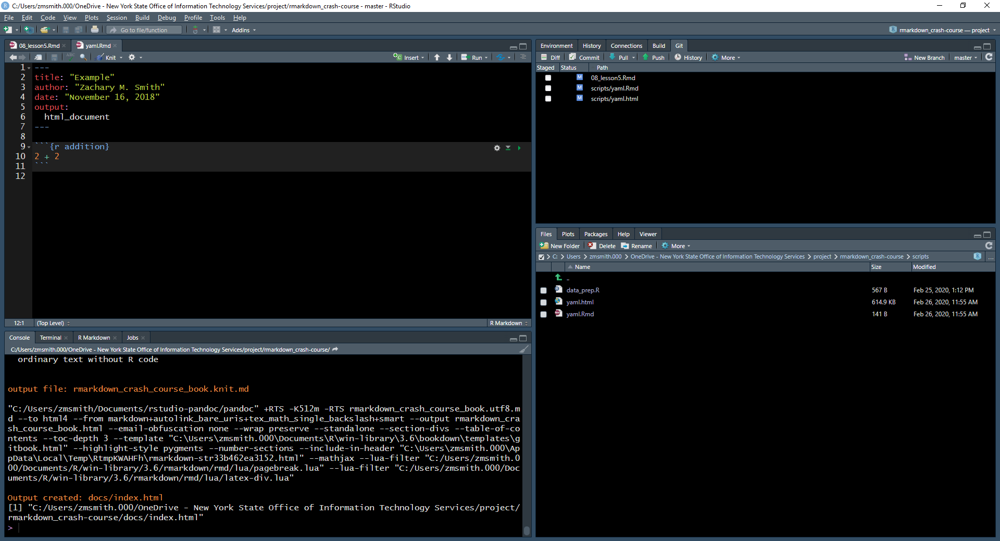 C:/Users/zmsmith.000/OneDrive - New York State Office of Information Technology Services/project/rmarkdown_crash-course - master - RStudio
File Edit Code View Plots Session Build Debug Profile Tools Help
Go to file/function Addins rmarkdown_crash-course — project
08_lesson5.Rmd yaml.Rmd
ABC Knit Insert Run
1 ---
2 title: "Example"
3 author: "Zachary M. Smith"
4 date: "November 16, 2018"
5 output:
6 html_document
7 ---
8
9 ```{r addition}
10 2 + 2
11 ```
12
12:1 (Top Level) R Markdown
Console Terminal R Markdown Jobs
C:/Users/zmsmith.000/OneDrive - New York State Office of Information Technology Services/project/rmarkdown_crash-course/
ordinary text without R code
output file: rmarkdown_crash_course_book.knit.md
"C:/Users/zmsmith/Documents/rstudio-pandoc/pandoc" +RTS -K512m -RTS rmarkdown_crash_course_book.utf8.m
d --to html4 --from markdown+autolink_bare_uris+tex_math_single_backslash+smart --output rmarkdown_cra
sh_course_book.html --email-obfuscation none --wrap preserve --standalone --section-divs --table-of-co
ntents --toc-depth 3 --template "C:\Users\zmsmith.000\Documents\R\win-library\3.6\bookdown\templates\g
itbook.html" --highlight-style pygments --number-sections --include-in-header "C:\Users\zmsmith.000\Ap
pData\Local\Temp\RtmpKWAHFh\rmarkdown-str33b462ea3152.html" --mathjax --lua-filter "C:/Users/zmsmith.0
00/Documents/R/win-library/3.6/rmarkdown/rmd/lua/pagebreak.lua" --lua-filter "C:/Users/zmsmith.000/Doc
uments/R/win-library/3.6/rmarkdown/rmd/lua/latex-div.lua"
Output created: docs/index.html
[1] "C:/Users/zmsmith.000/OneDrive - New York State Office of Information Technology Services/project/
rmarkdown_crash-course/docs/index.html"
>
Environment History Connections Build Git
Diff Commit Pull Push History More New Branch master
Staged Status Path
M 08_lesson5.Rmd
M scripts/yaml.Rmd
M scripts/yaml.html
Files Plots Packages Help Viewer
New Folder Delete Rename More
C: Users zmsmith.000 OneDrive - New York State Office of Information Technology Services project rmarkdown_crash-course scripts ...
Name Size Modified
..
data_prep.R 567 B Feb 25, 2020, 1:12 PM
yaml.html 614.9 KB Feb 26, 2020, 11:55 AM
yaml.Rmd 141 B Feb 26, 2020, 11:55 AM